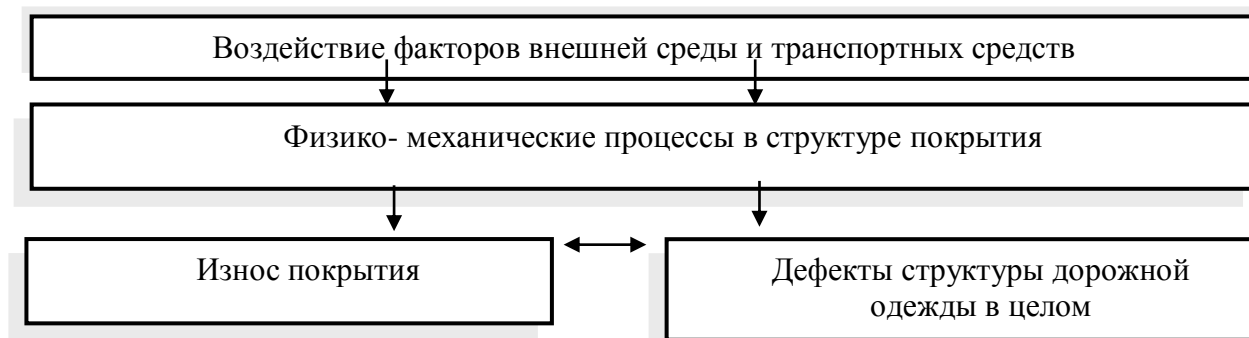 Воздействие факторов внешней среды и транспортных средств
Физико- механические процессы в структуре покрытия
Износ покрытия
Дефекты структуры дорожной
одежды в целом